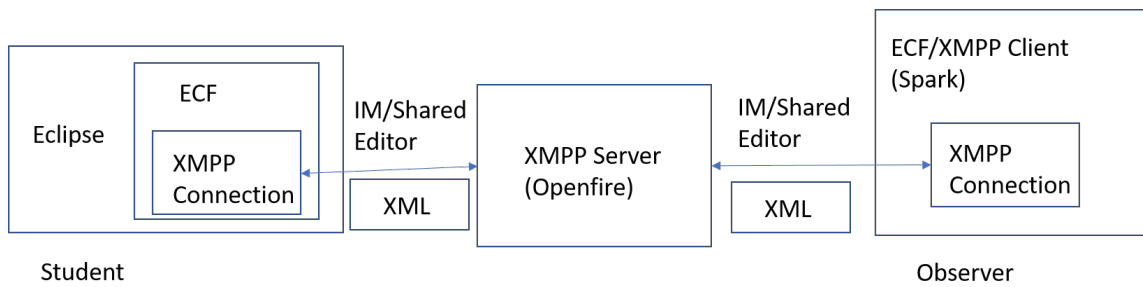 Eclipse
ECF
XMPP
Connection
IM/Shared
Editor
XML
XMPP Server
(Openfire)
IM/Shared
Editor
XML
ECF/XMPP Client
(Spark)
XMPP
Connection
Student
Observer